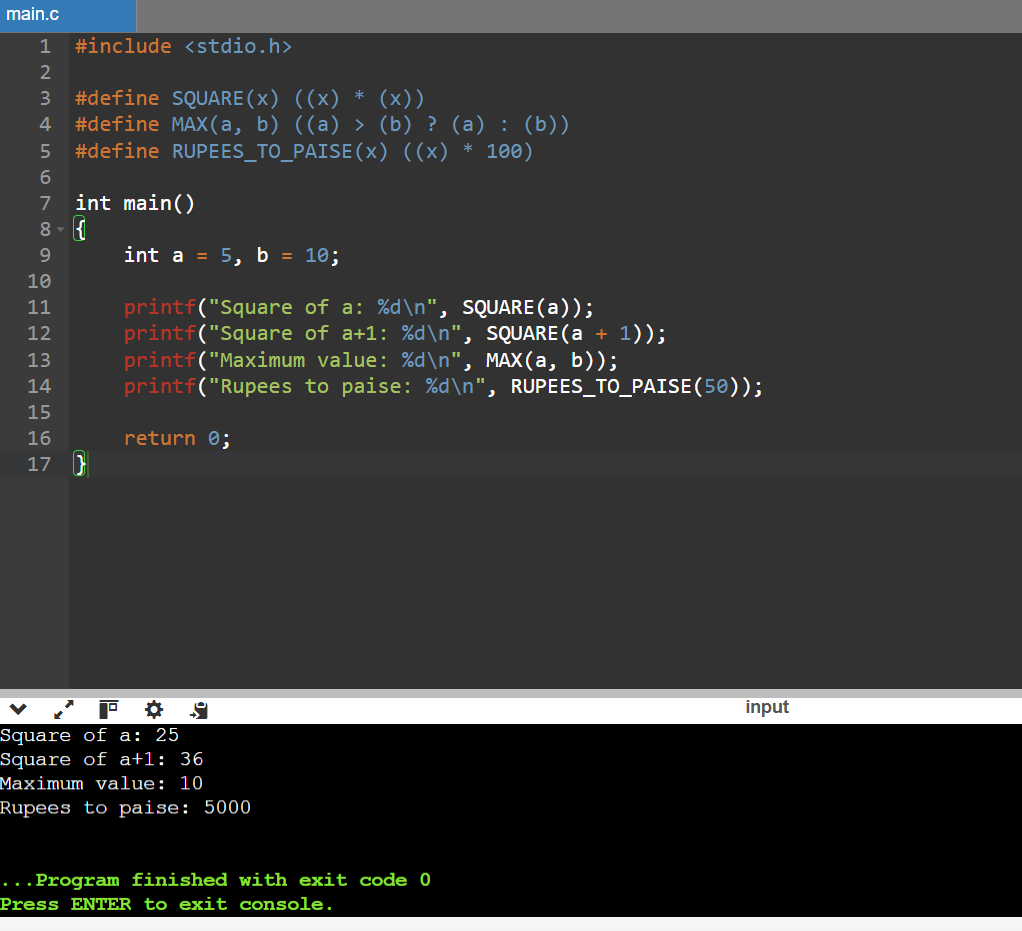 main.c
1 #include <stdio.h>
2
3 #define SQUARE(x) ((x) * (x))
4 #define MAX(a, b) ((a) > (b) ? (a) : (b))
5 #define RUPEES_TO_PAISE(x) ((x) * 100)
6
7 int main()
8 {
9     int a = 5, b = 10;
10
11     printf("Square of a: %d\n", SQUARE(a));
12     printf("Square of a+1: %d\n", SQUARE(a + 1));
13     printf("Maximum value: %d\n", MAX(a, b));
14     printf("Rupees to paise: %d\n", RUPEES_TO_PAISE(50));
15
16     return 0;
17 }
input
Square of a: 25
Square of a+1: 36
Maximum value: 10
Rupees to paise: 5000
...Program finished with exit code 0
Press ENTER to exit console.